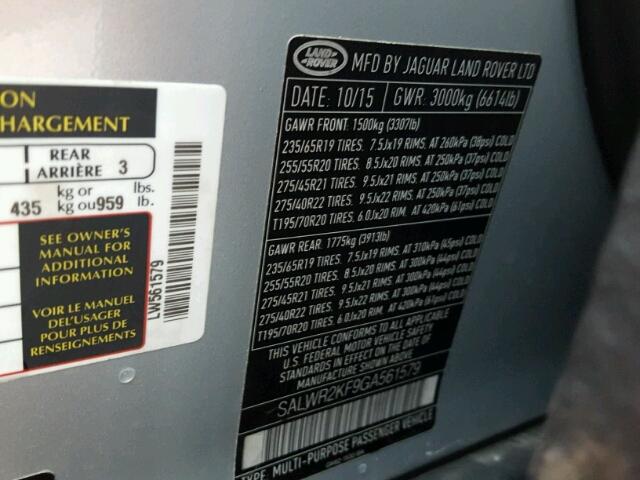 ON
HARGEMENT
REAR
ARRIÈRE 3
kg or lbs.
435 kg ou 959 lb.
SEE OWNER'S
MANUAL FOR
ADDITIONAL
INFORMATION
VOIR LE MANUEL
DEL'USAGER
POUR PLUS DE
RENSEIGNEMENTS
LW561579
LAND ROVER
MFD BY JAGUAR LAND ROVER LTD
DATE: 10/15 GWR: 3000kg (6614lb)
GAWR FRONT: 1500kg (3307lb)
235/65R19 TIRES. 7.5Jx19 RIMS. AT 260kPa (38psi) COLD
255/55R20 TIRES. 8.5Jx20 RIMS. AT 250kPa (37psi) COLD
275/45R21 TIRES. 9.5Jx21 RIMS. AT 250kPa (37psi) COLD
275/40R22 TIRES. 9.5Jx22 RIMS. AT 250kPa (37psi) COLD
T195/70R20 TIRES. 6.0Jx20 RIM. AT 420kPa (61psi) COLD
GAWR REAR: 1775kg (3913lb)
235/65R19 TIRES. 7.5Jx19 RIMS. AT 310kPa (45psi) COLD
255/55R20 TIRES. 8.5Jx20 RIMS. AT 300kPa (44psi) COLD
275/45R21 TIRES. 9.5Jx21 RIMS. AT 300kPa (44psi) COLD
275/40R22 TIRES. 9.5Jx22 RIMS. AT 300kPa (44psi) COLD
T195/70R20 TIRES. 6.0Jx20 RIM. AT 420kPa (61psi) COLD
THIS VEHICLE CONFORMS TO ALL APPLICABLE
U.S. FEDERAL MOTOR VEHICLE SAFETY
STANDARDS IN EFFECT ON THE DATE OF
MANUFACTURE SHOWN ABOVE.
SALWR2KF9GA561579
TYPE: MULTI-PURPOSE PASSENGER VEHICLE